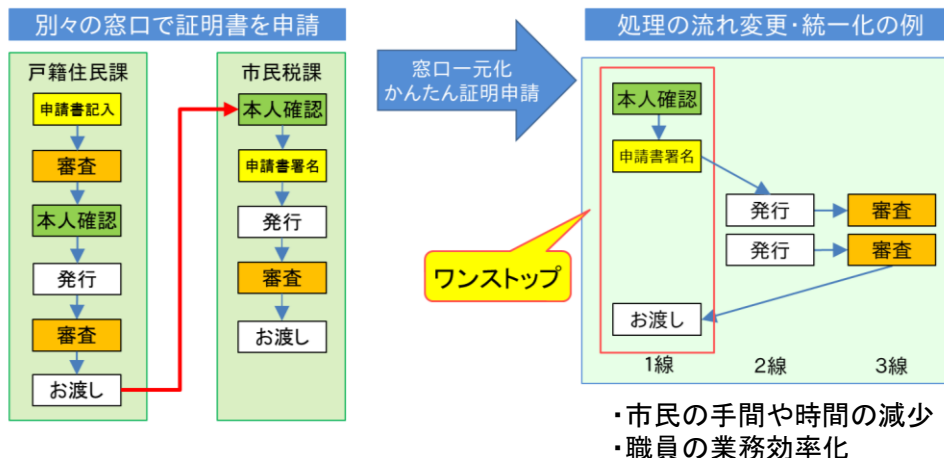 別々の窓口で証明書を申請
戸籍住民課
申請書記入
審査
本人確認
発行
審査
お渡し
市民税課
本人確認
申請書署名
発行
審査
お渡し
窓口一元化
かんたん証明申請
処理の流れ変更・統一化の例
本人確認
申請書署名
発行
審査
発行
審査
ワンストップ
お渡し
1線
2線
3線
・市民の手間や時間の減少
・職員の業務効率化